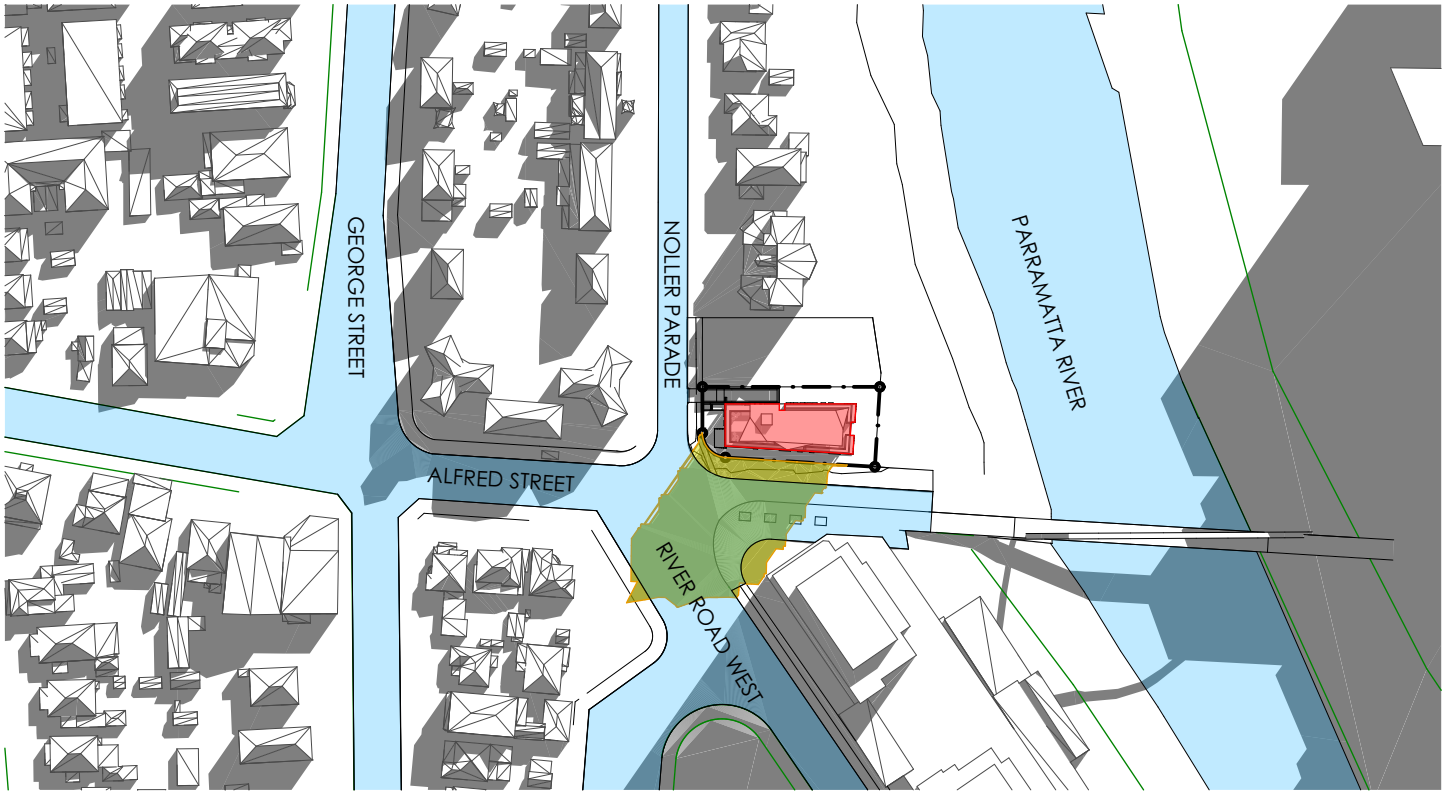 GEORGE STREET
NOLLER PARADE
PARRAMATTA RIVER
ALFRED STREET
RIVER ROAD WEST